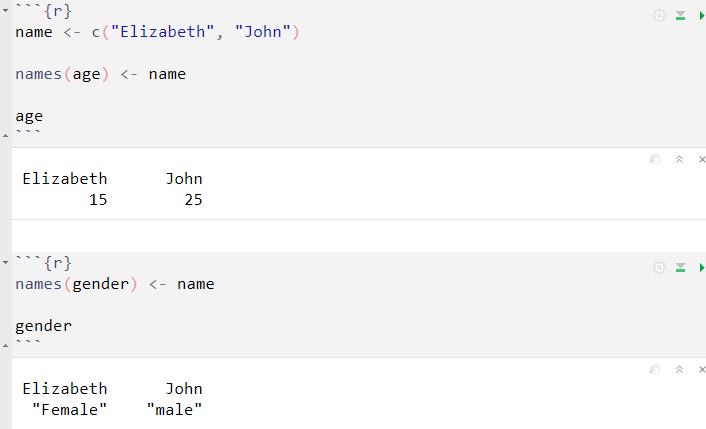 ```{r}
name <- c("Elizabeth", "John")
names(age) <- name
age
```
Elizabeth      John
       15        25
```{r}
names(gender) <- name
gender
```
Elizabeth      John
 "Female"    "male"